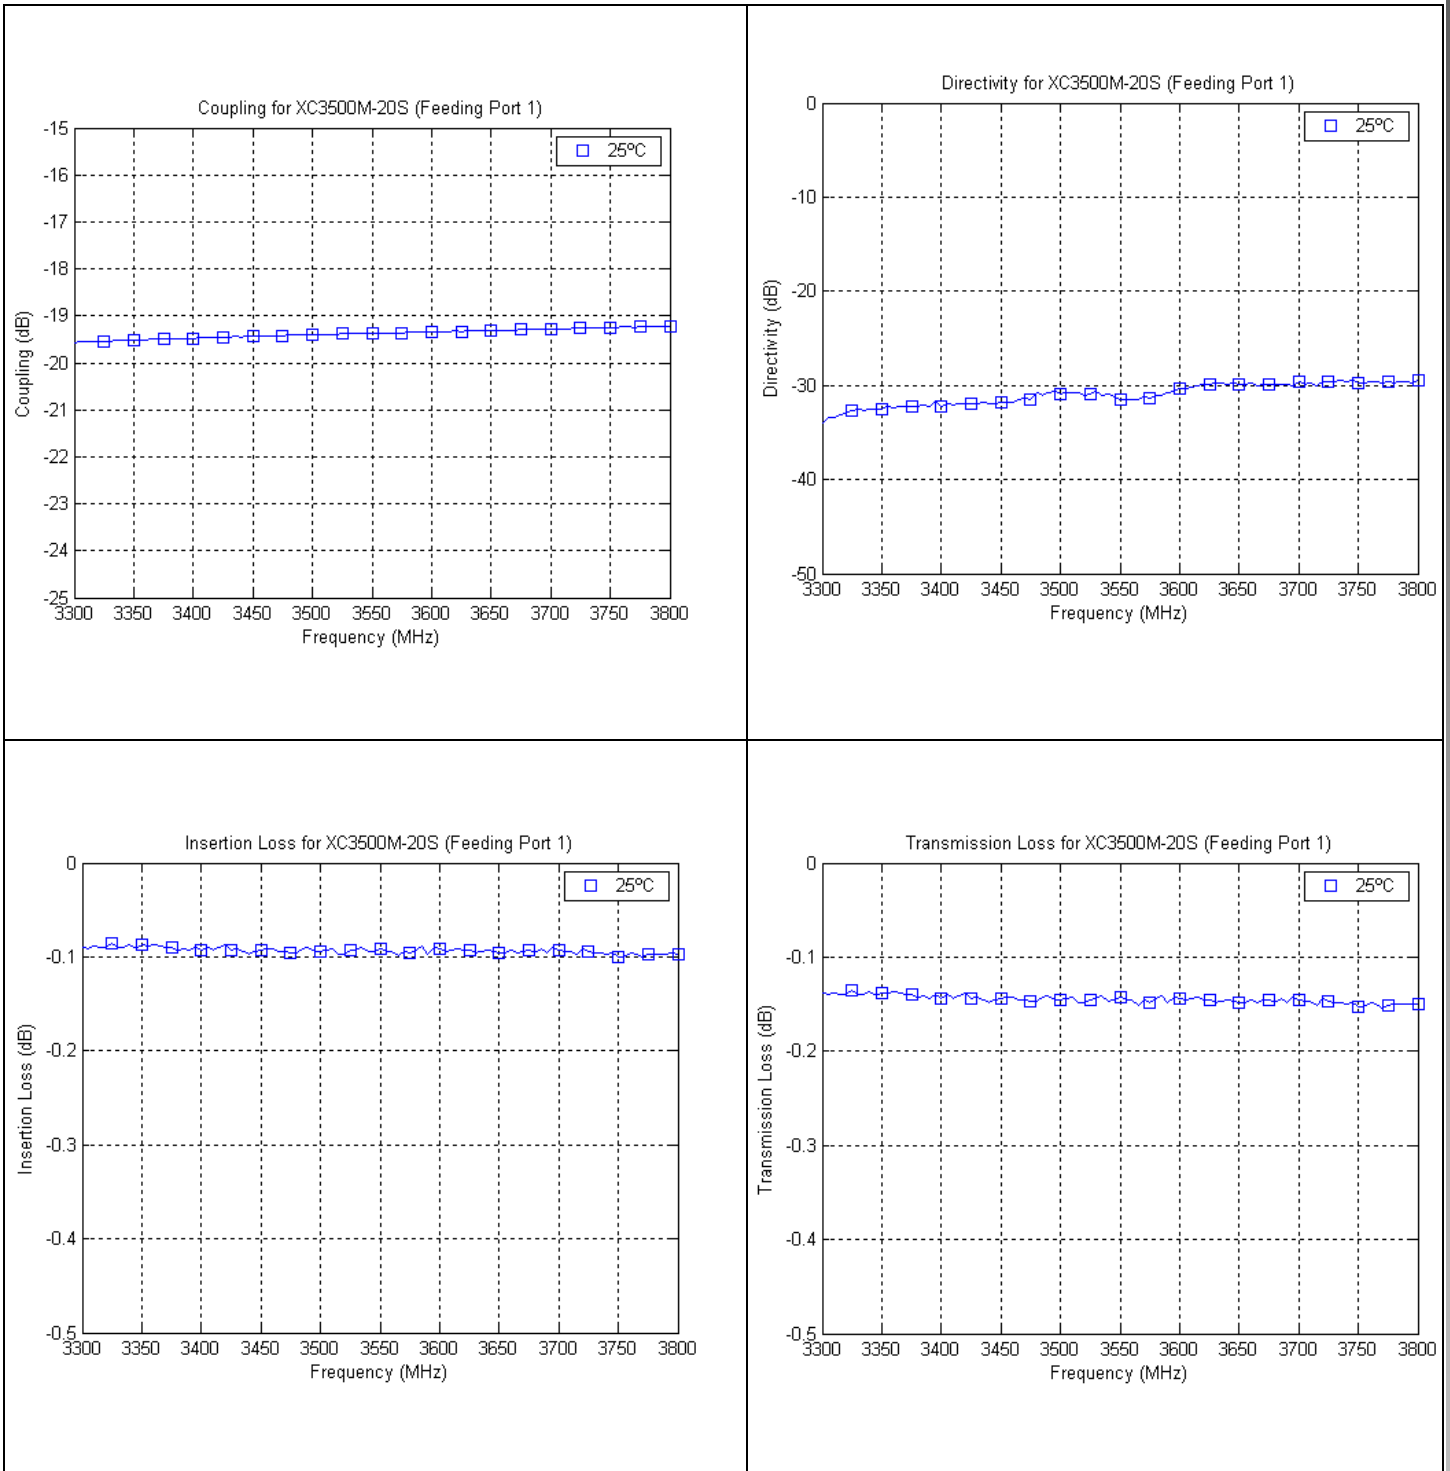 Coupling for XC3500M-20S (Feeding Port 1)
25ºC
Coupling (dB)
-15
-16
-17
-18
-19
-20
-21
-22
-23
-24
-25
3300 3350 3400 3450 3500 3550 3600 3650 3700 3750 3800
Frequency (MHz)
Directivity for XC3500M-20S (Feeding Port 1)
25ºC
Directivity (dB)
0
-10
-20
-30
-40
-50
3300 3350 3400 3450 3500 3550 3600 3650 3700 3750 3800
Frequency (MHz)
Insertion Loss for XC3500M-20S (Feeding Port 1)
25ºC
Insertion Loss (dB)
0
-0.1
-0.2
-0.3
-0.4
-0.5
3300 3350 3400 3450 3500 3550 3600 3650 3700 3750 3800
Frequency (MHz)
Transmission Loss for XC3500M-20S (Feeding Port 1)
25ºC
Transmission Loss (dB)
0
-0.1
-0.2
-0.3
-0.4
-0.5
3300 3350 3400 3450 3500 3550 3600 3650 3700 3750 3800
Frequency (MHz)